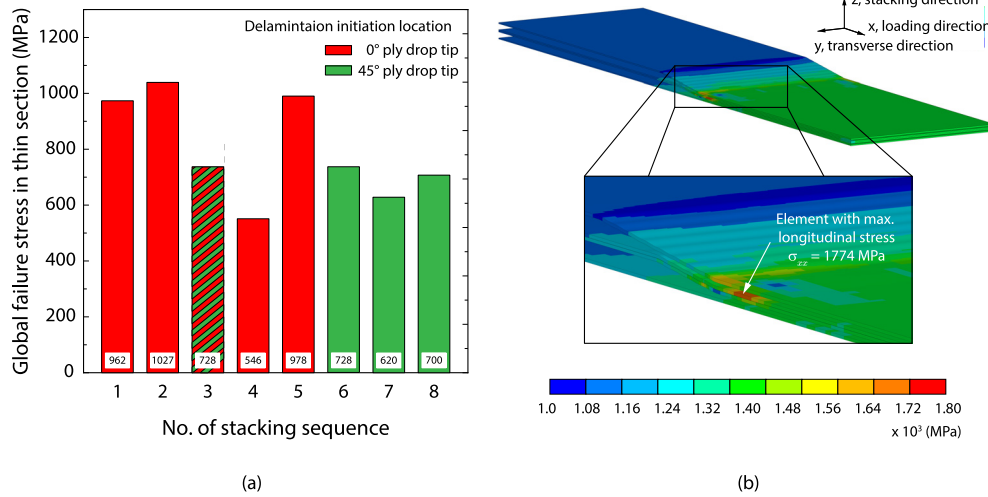 Global failure stress in thin section (MPa)
1200
1000
800
600
400
200
0
Delamintaion initiation location
0° ply drop tip
45° ply drop tip
962 1027 728 546 978 728 620 700
1 2 3 4 5 6 7 8
No. of stacking sequence
(a)
z, stacking direction
x, loading direction
y, transverse direction
Element with max.
longitudinal stress
σzz = 1774 MPa
1.0 1.08 1.16 1.24 1.32 1.40 1.48 1.56 1.64 1.72 1.80
x 10³ (MPa)
(b)